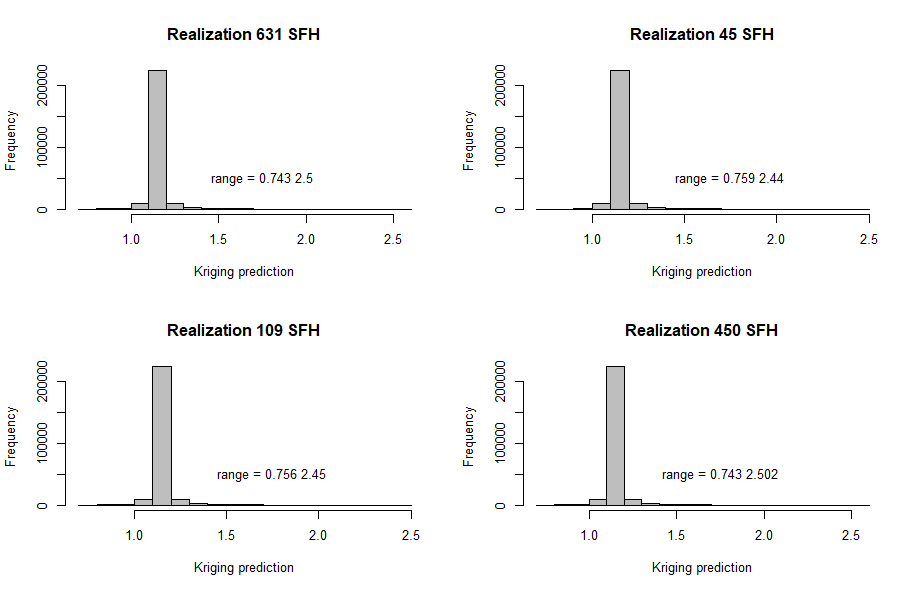 Realization 631 SFH
Frequency
200000
100000
0
range = 0.743 2.5
1.0 1.5 2.0 2.5
Kriging prediction
Realization 45 SFH
Frequency
200000
100000
0
range = 0.759 2.44
1.0 1.5 2.0 2.5
Kriging prediction
Realization 109 SFH
Frequency
200000
100000
0
range = 0.756 2.45
1.0 1.5 2.0 2.5
Kriging prediction
Realization 450 SFH
Frequency
200000
100000
0
range = 0.743 2.502
1.0 1.5 2.0 2.5
Kriging prediction